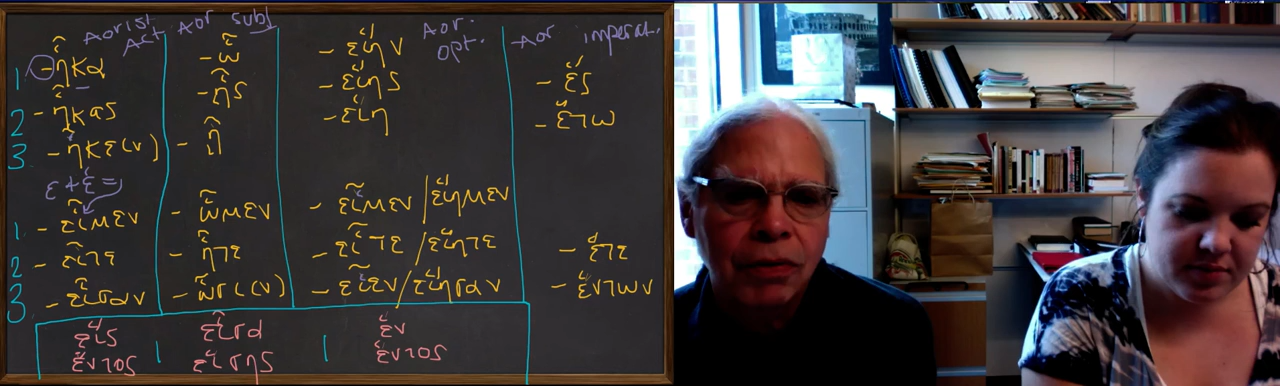 Aorist Act Aor subj Aor opt. Aor imperat.
1 -ἧκα -ὧ -εἵην
2 -ἧκας -ἧς -εἵης -ἕς
3 -ἧκε(ν) -ἧ -εἵη -ἕτω
ε + ἑ =
1. -εἷμεν -ὧμεν -εἷμεν/εἵημεν
2 -εἷτε -ἧτε -εἷτε/εἵητε -ἕτε
3 -εἷσαν -ὧσι(ν) -εἷεν/εἵησαν -ἕντων
εἵς εἷσα ἕν
ἕντος εἵσης ἕντος